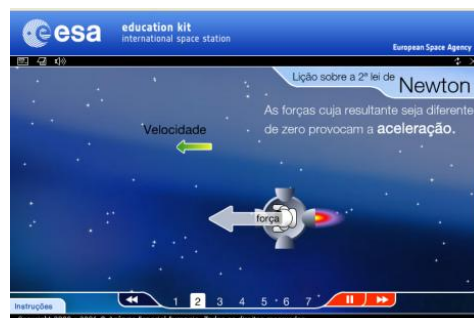 esa
education kit
international space station
European Space Agency
Lição sobre a 2ª lei de Newton
As forças cuja resultante seja diferente
de zero provocam a aceleração.
Velocidade
força
Instruções
1 2 3 4 5 6 7